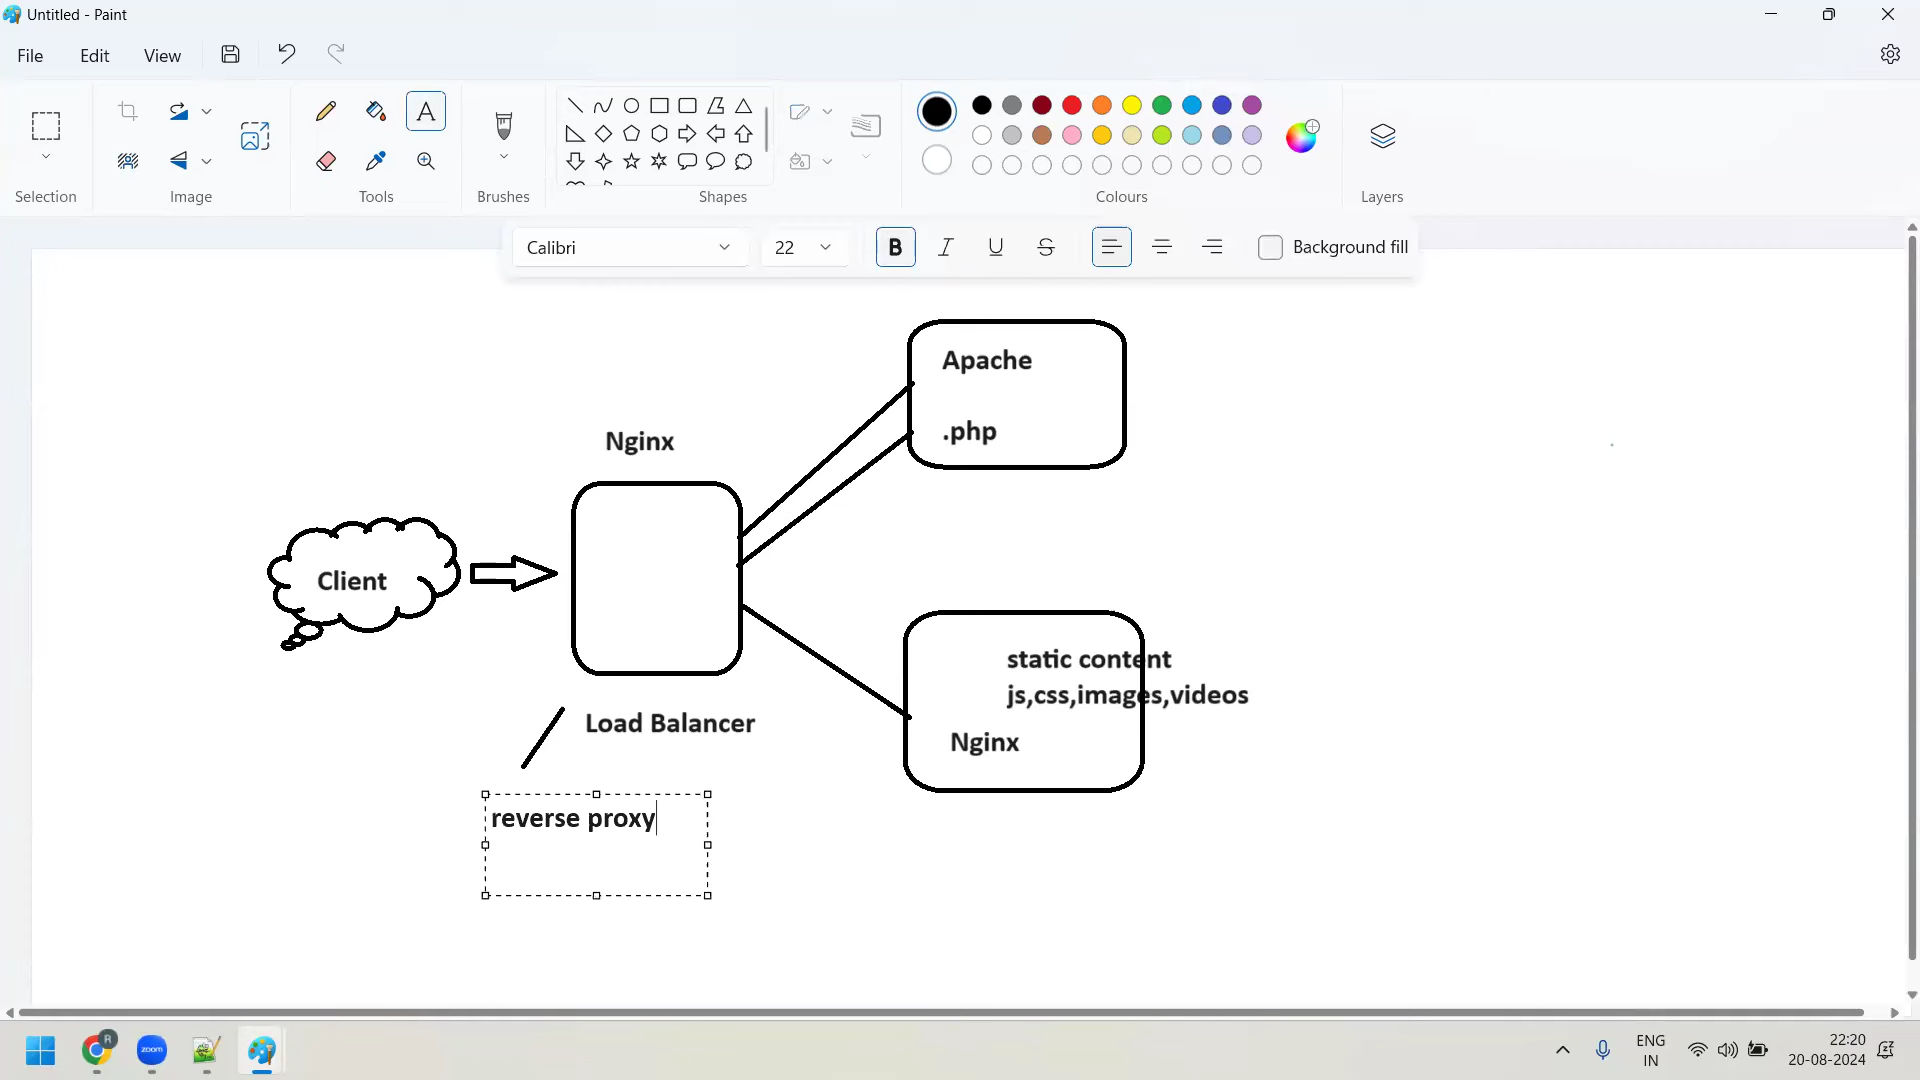 Untitled - Paint
File Edit View
Selection
Image
Tools
Brushes
Shapes
Colours
Layers
A
Calibri
22
B I U S
Background fill
Apache
.php
Nginx
Client
static content
js,css,images,videos
Nginx
Load Balancer
reverse proxy
R
zoom
ENG
IN
22:20
20-08-2024